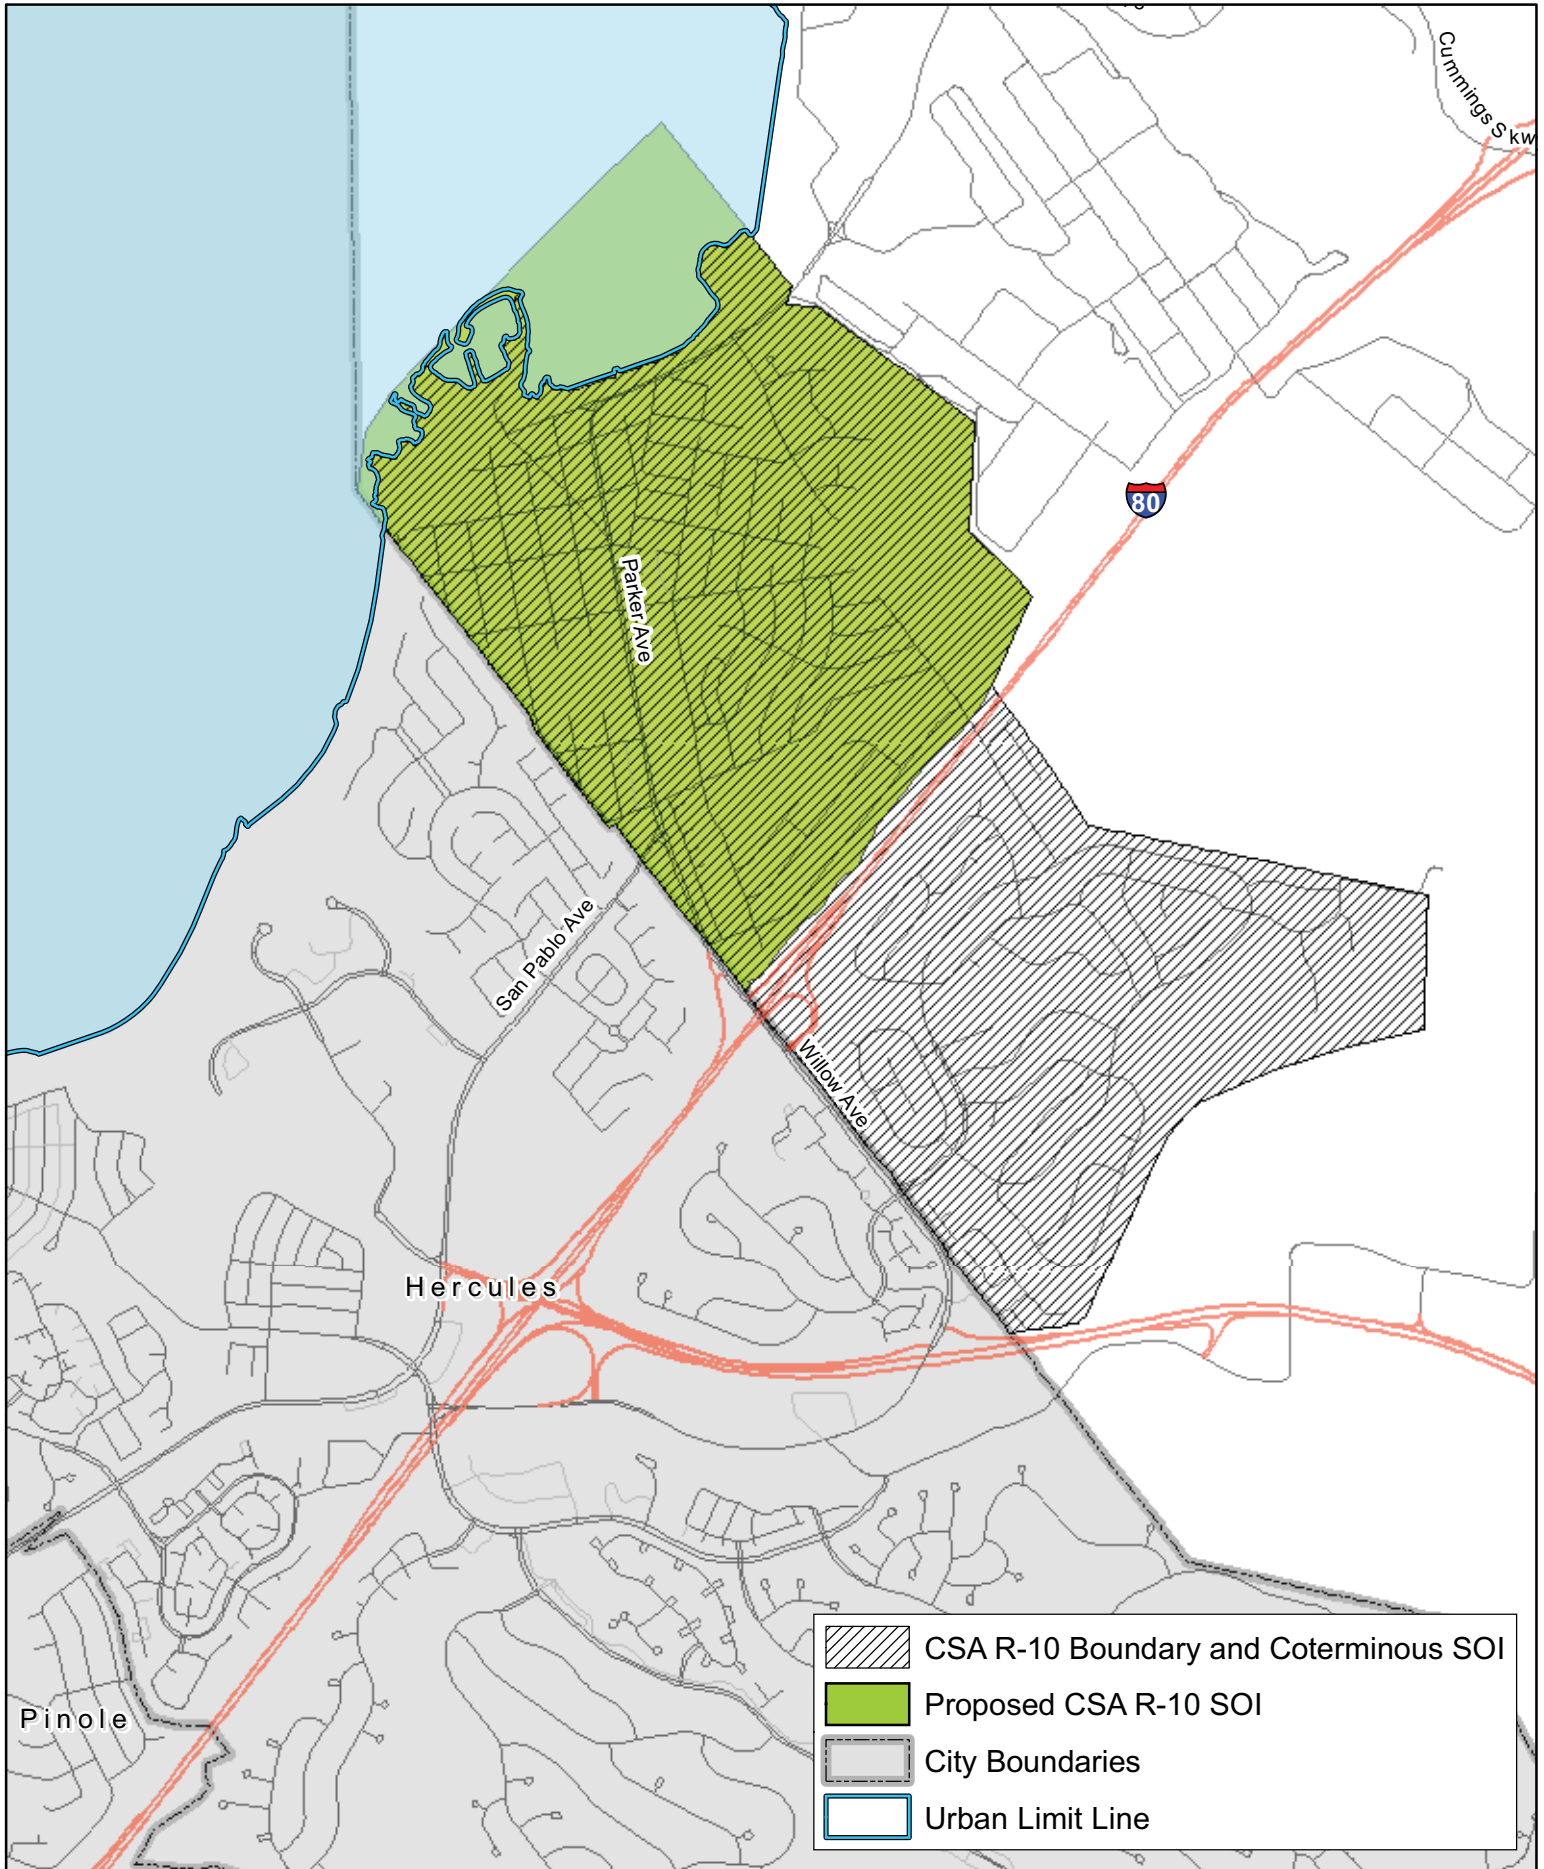 Cummings Skwy
80
Parker Ave
San Pablo Ave
Willow Ave
Hercules
Pinole
CSA R-10 Boundary and Coterminous SOI
Proposed CSA R-10 SOI
City Boundaries
Urban Limit Line